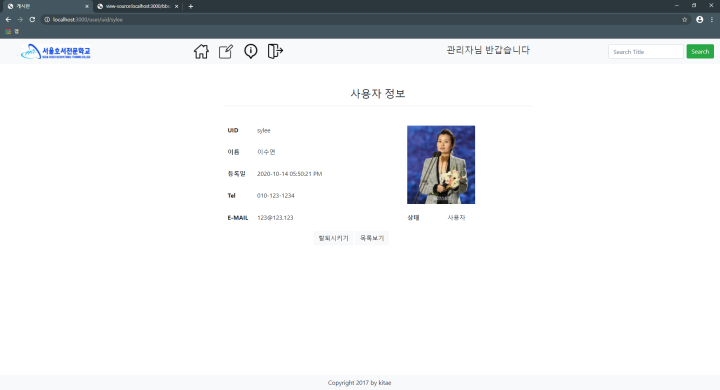 게시판
view-source:localhost:3000/bbs
localhost:3000/user/uid/sylee
앱
서울호서전문학교
관리자님 반갑습니다
Search Title
Search
사용자 정보
UID sylee
이름 이수연
등록일 2020-10-14 05:50:21 PM
Tel 010-123-1234
E-MAIL 123@123,123
상태 사용자
탈퇴시키기 목록보기
Copyright 2017 by kitae